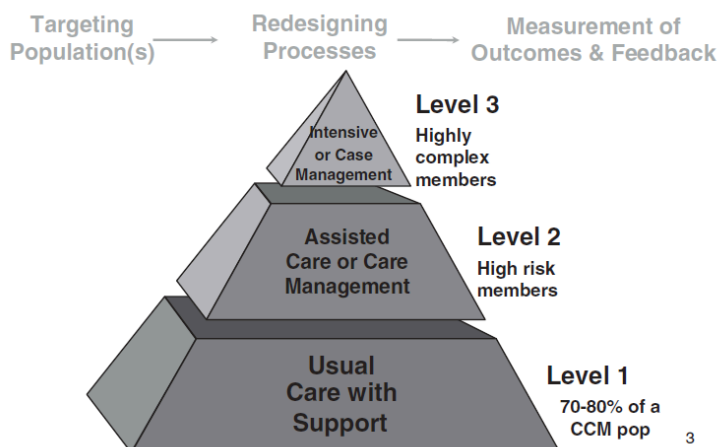 Targeting
Population(s)
Redesigning
Processes
Measurement of
Outcomes & Feedback
Intensive
or Case
Management
Level 3
Highly
complex
members
Assisted
Care or Care
Management
Level 2
High risk
members
Usual
Care with
Support
Level 1
70-80% of a
CCM pop
3